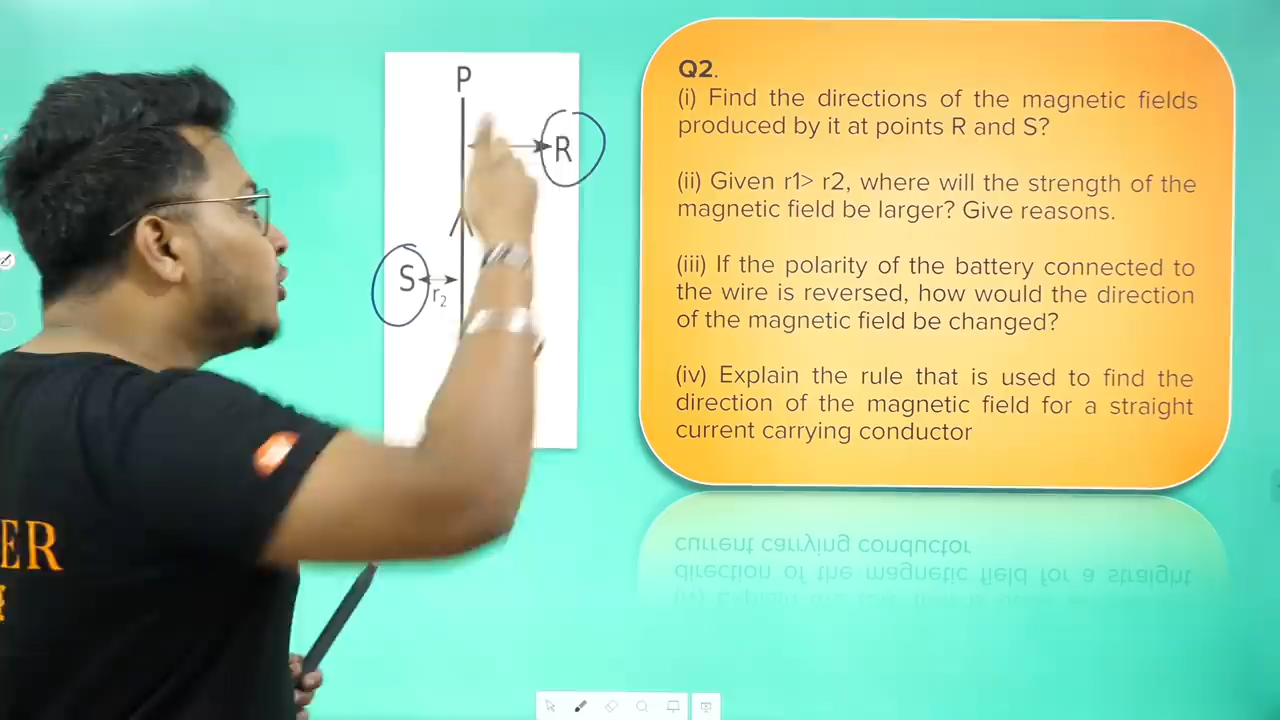 P
R
S
r2
Q2.
(i) Find the directions of the magnetic fields
produced by it at points R and S?
(ii) Given r1> r2, where will the strength of the
magnetic field be larger? Give reasons.
(iii) If the polarity of the battery connected to
the wire is reversed, how would the direction
of the magnetic field be changed?
(iv) Explain the rule that is used to find the
direction of the magnetic field for a straight
current carrying conductor
ER